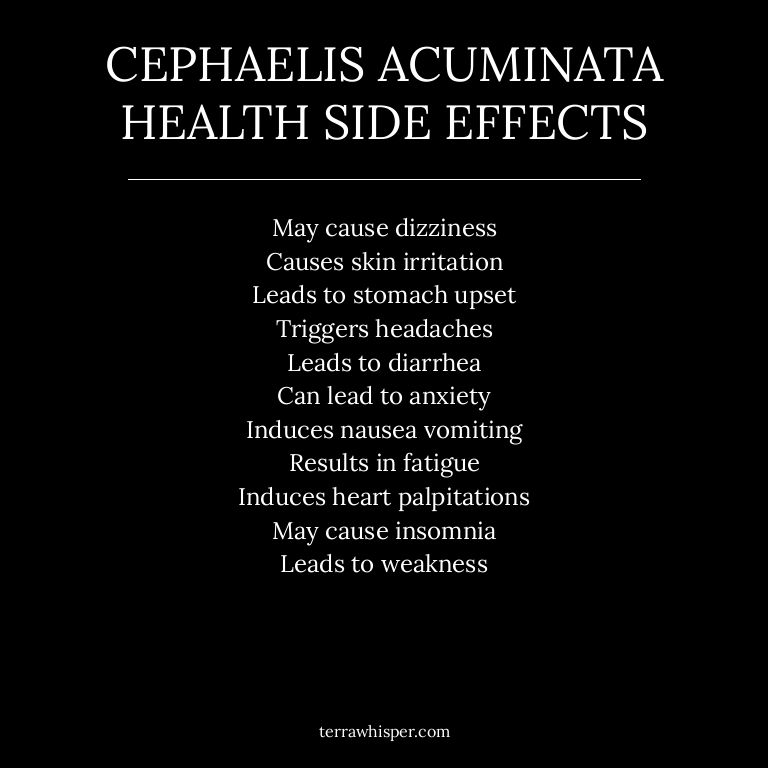 CEPHAELIS ACUMINATA
HEALTH SIDE EFFECTS
May cause dizziness
Causes skin irritation
Leads to stomach upset
Triggers headaches
Leads to diarrhea
Can lead to anxiety
Induces nausea vomiting
Results in fatigue
Induces heart palpitations
May cause insomnia
Leads to weakness
terrawhisper.com